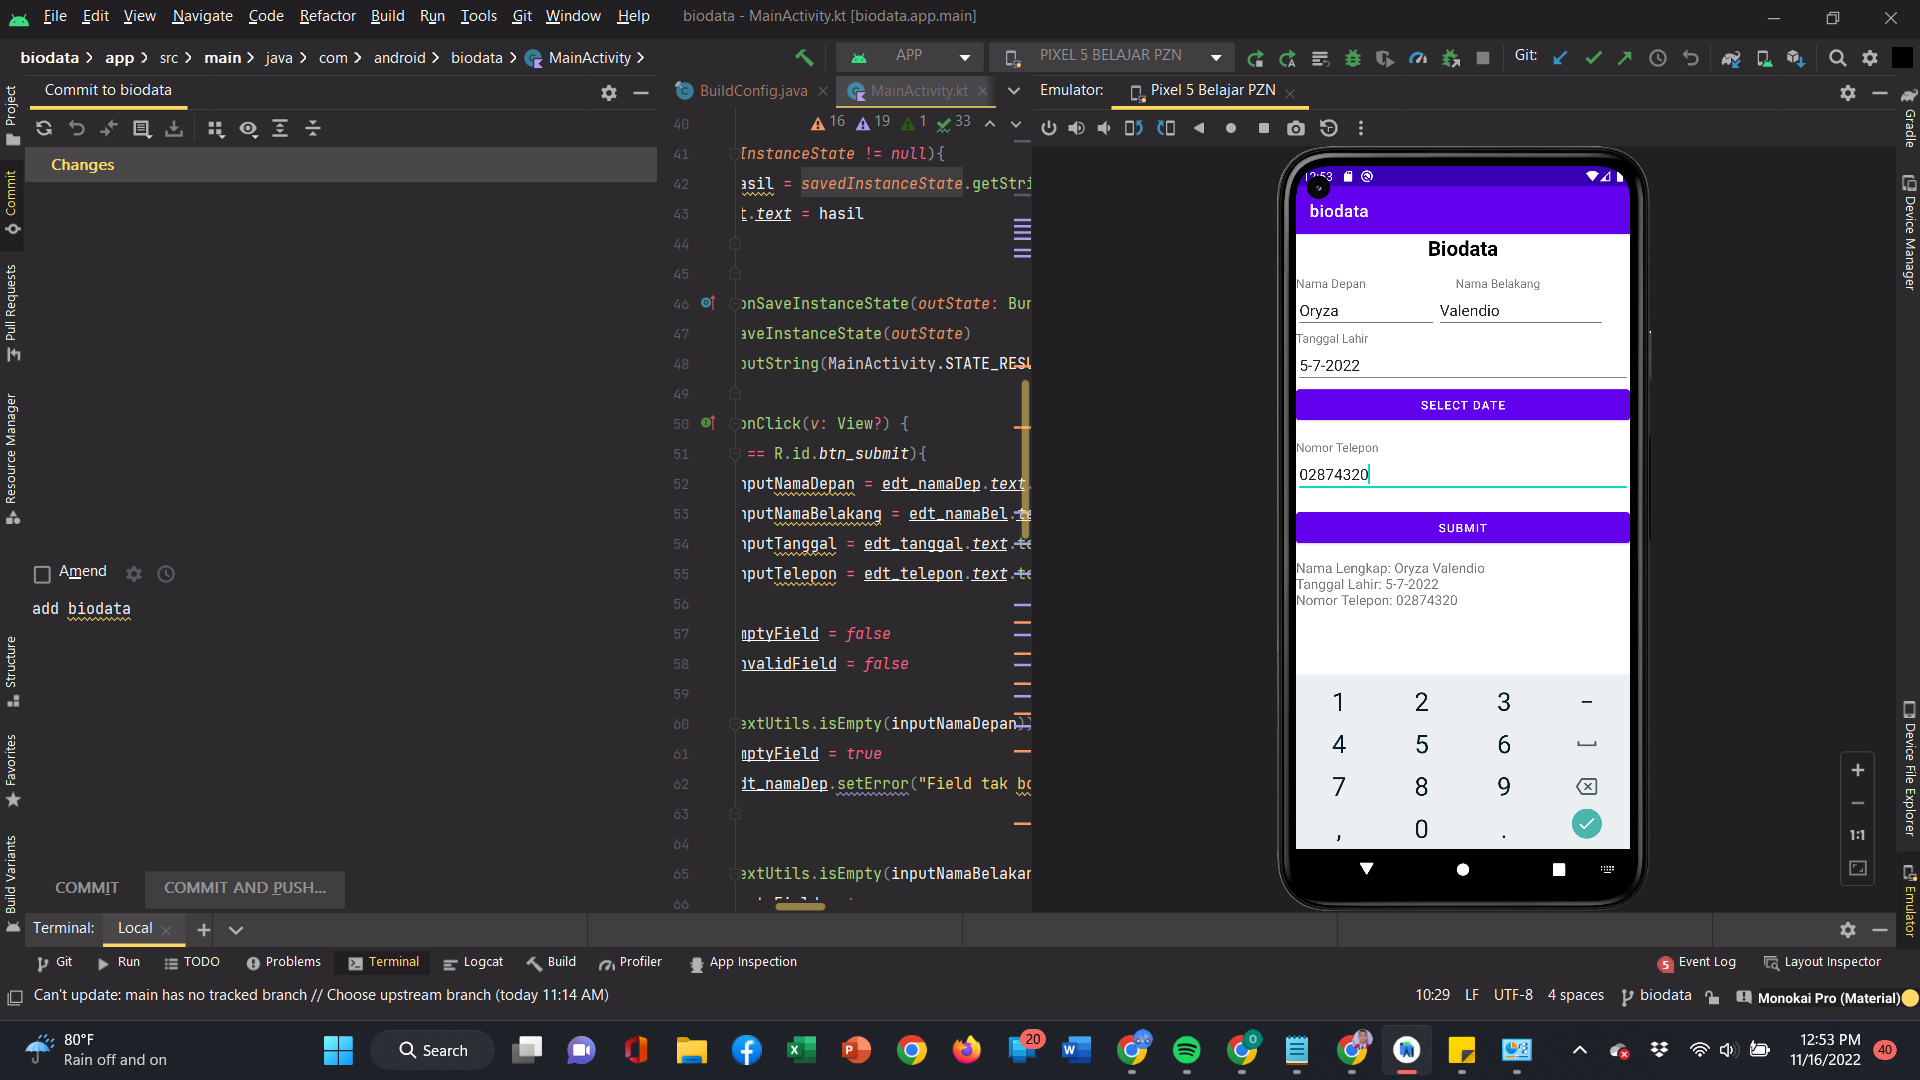 File Edit View Navigate Code Refactor Build Run Tools Git Window Help biodata - MainActivity.kt [biodata.app.main]
biodata app src main java com android biodata MainActivity APP PIXEL 5 BELAJAR PZN Git:
Commit to biodata
BuildConfig.java MainActivity.kt
Emulator: Pixel 5 Belajar PZN
Changes
Amend
add biodata
COMMIT COMMIT AND PUSH...
Project
Commit
Pull Requests
Resource Manager
Structure
Favorites
Build Variants
16 19 1 33
40
41 InstanceState != null){
42 asil = savedInstanceState.getStri
43 t.text = hasil
44
45
46 onSaveInstanceState(outState: Bun
47 aveInstanceState(outState)
48 putString(MainActivity.STATE_RESU
49
50 onClick(v: View?) {
51 == R.id.btn_submit){
52 nputNamaDepan = edt_namaDep.text.
53 nputNamaBelakang = edt_namaBel.te
54 nputTanggal = edt_tanggal.text.to
55 nputTelepon = edt_telepon.text.to
56
57 mptyField = false
58 nvalidField = false
59
60 extUtils.isEmpty(inputNamaDepan))
61 mptyField = true
62 dt_namaDep.setError("Field tak bo
63
64
65 extUtils.isEmpty(inputNamaBelakan
66
12:53
biodata
Biodata
Nama Depan Nama Belakang
Oryza Valendio
Tanggal Lahir
5-7-2022
SELECT DATE
Nomor Telepon
02874320
SUBMIT
Nama Lengkap: Oryza Valendio
Tanggal Lahir: 5-7-2022
Nomor Telepon: 02874320
1 2 3 -
4 5 6
7 8 9
, 0 .
1:1
Gradle
Device Manager
Device File Explorer
Emulator
Terminal: Local
Git Run TODO Problems Terminal Logcat Build Profiler App Inspection 5 Event Log Layout Inspector
Can't update: main has no tracked branch // Choose upstream branch (today 11:14 AM) 10:29 LF UTF-8 4 spaces biodata Monokai Pro (Material)
80°F
Rain off and on
Search
20
0
12:53 PM
11/16/2022
40